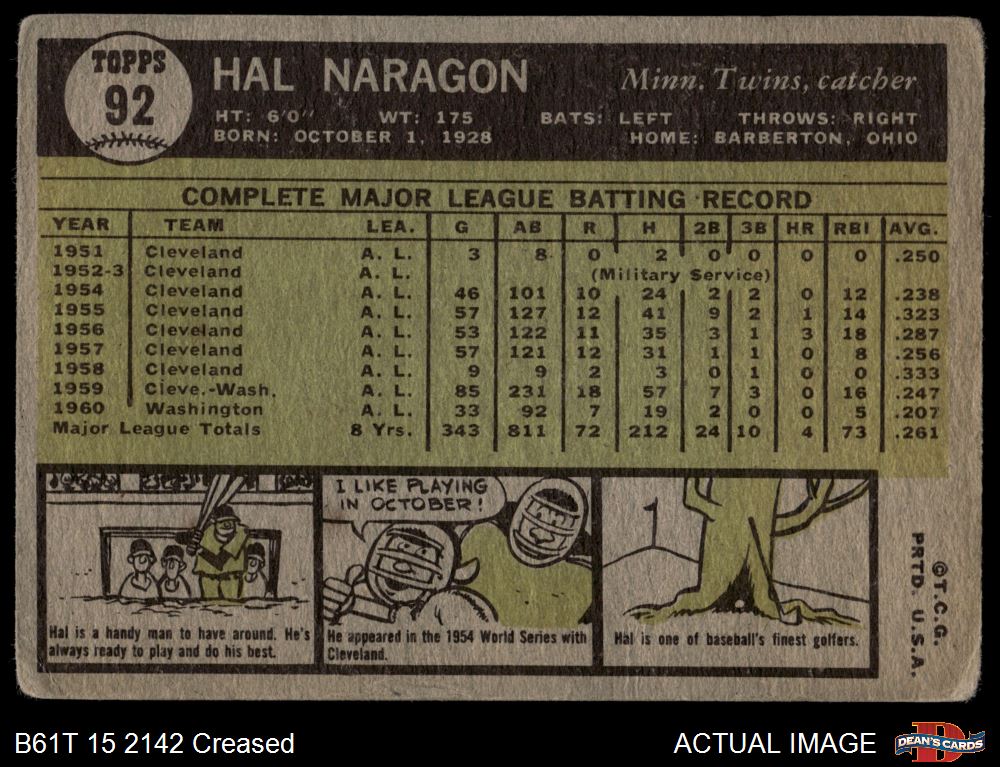 TOPPS
92
HAL NARAGON
Minn. Twins, catcher
HT: 6'0" WT: 175 BATS: LEFT THROWS: RIGHT
BORN: OCTOBER 1, 1928 HOME: BARBERTON, OHIO
COMPLETE MAJOR LEAGUE BATTING RECORD
YEAR TEAM LEA. G AB R H 2B 3B HR RBI AVG.
1951 Cleveland A. L. 3 8 0 2 0 0 0 0 .250
1952-3 Cleveland A. L. (Military Service)
1954 Cleveland A. L. 46 101 10 24 2 2 0 12 .238
1955 Cleveland A. L. 57 127 12 41 9 2 1 14 .323
1956 Cleveland A. L. 53 122 11 35 3 1 3 18 .287
1957 Cleveland A. L. 57 121 12 31 1 1 0 8 .256
1958 Cleveland A. L. 9 9 2 3 0 1 0 0 .333
1959 Cleve.-Wash. A. L. 85 231 18 57 7 3 0 16 .247
1960 Washington A. L. 33 92 7 19 2 0 0 5 .207
Major League Totals 8 Yrs. 343 811 72 212 24 10 4 73 .261
Hal is a handy man to have around. He's
always ready to play and do his best.
I LIKE PLAYING
IN OCTOBER!
He appeared in the 1954 World Series with
Cleveland.
1
Hal is one of baseball's finest golfers.
©T.C.G.
PRTD. U.S.A.
B61T 15 2142 Creased
ACTUAL IMAGE
D
DEAN'S CARDS